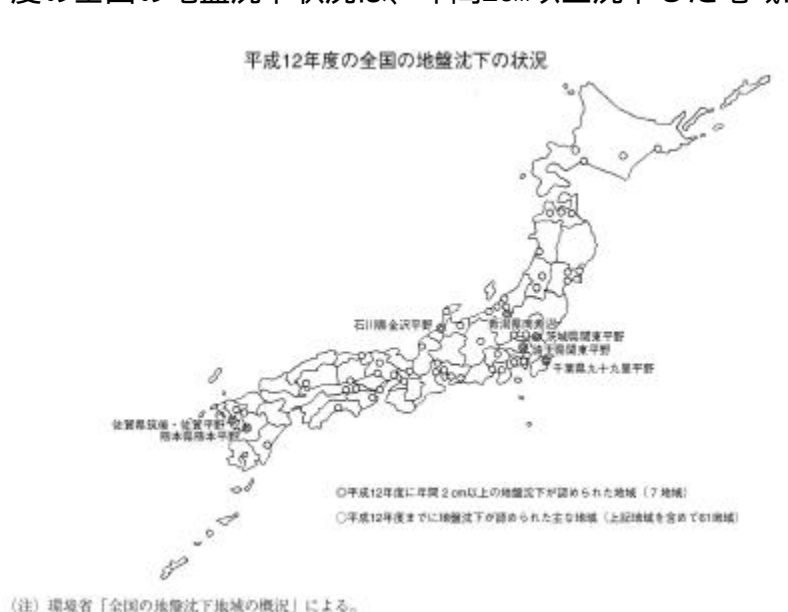 平成12年度の全国の地盤沈下の状況
石川県金沢平野
新潟県南魚沼
茨城県関東平野
埼玉県関東平野
千葉県九十九里平野
佐賀県筑後・佐賀平野
熊本県熊本平野
◎平成12年度に年間2cm以上の地盤沈下が認められた地域(7地域)
○平成12年度までに地盤沈下が認められた主な地域(上記地域を含めて61地域)
(注)環境省「全国の地盤沈下地域の概況」による。